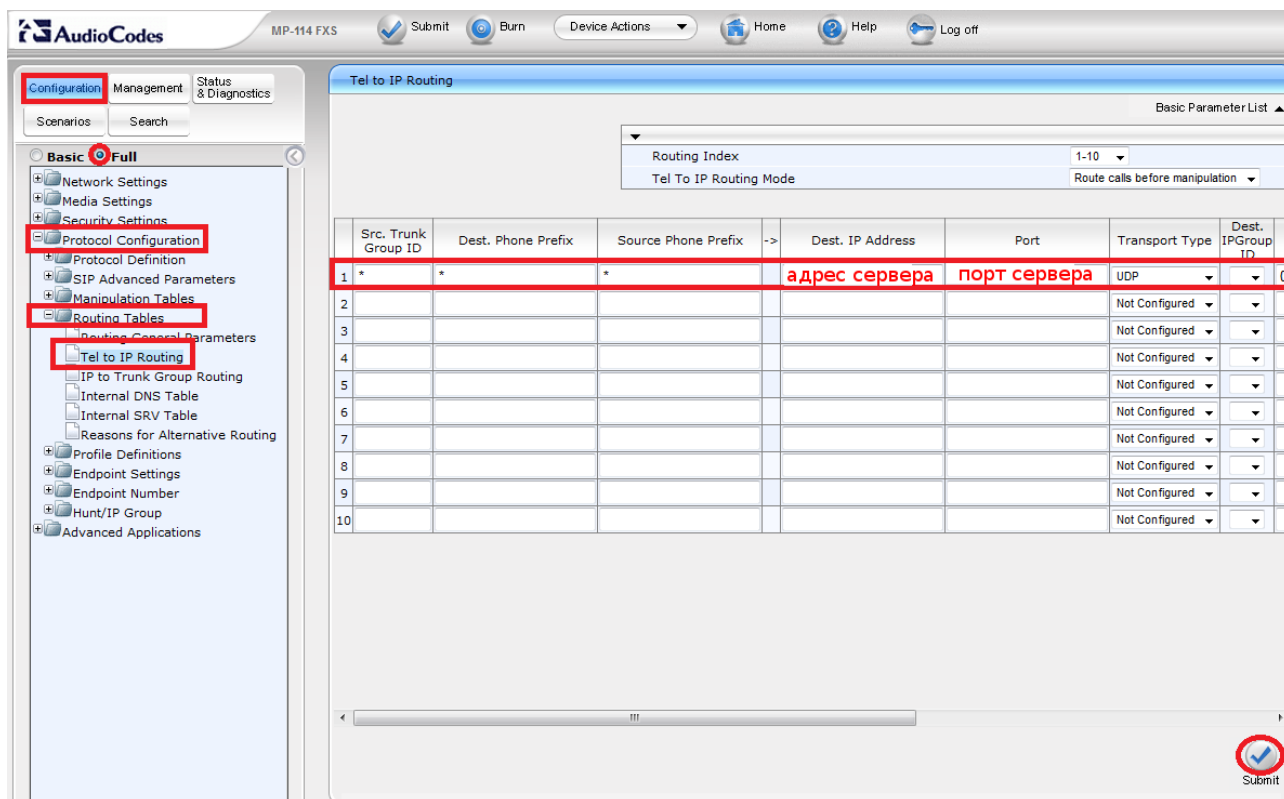 AudioCodes
MP-114 FXS
Submit
Burn
Device Actions
Home
Help
Log off
Configuration
Management
Status
& Diagnostics
Scenarios
Search
Basic
Full
Network Settings
Media Settings
Security Settings
Protocol Configuration
Protocol Definition
SIP Advanced Parameters
Manipulation Tables
Routing Tables
Routing General Parameters
Tel to IP Routing
IP to Trunk Group Routing
Internal DNS Table
Internal SRV Table
Reasons for Alternative Routing
Profile Definitions
Endpoint Settings
Endpoint Number
Hunt/IP Group
Advanced Applications
Tel to IP Routing
Basic Parameter List
Routing Index 1-10
Tel To IP Routing Mode Route calls before manipulation
Src. Trunk Group ID Dest. Phone Prefix Source Phone Prefix -> Dest. IP Address Port Transport Type Dest. IPGroup ID
1 * * * адрес сервера порт сервера UDP
2 Not Configured
3 Not Configured
4 Not Configured
5 Not Configured
6 Not Configured
7 Not Configured
8 Not Configured
9 Not Configured
10 Not Configured
Submit